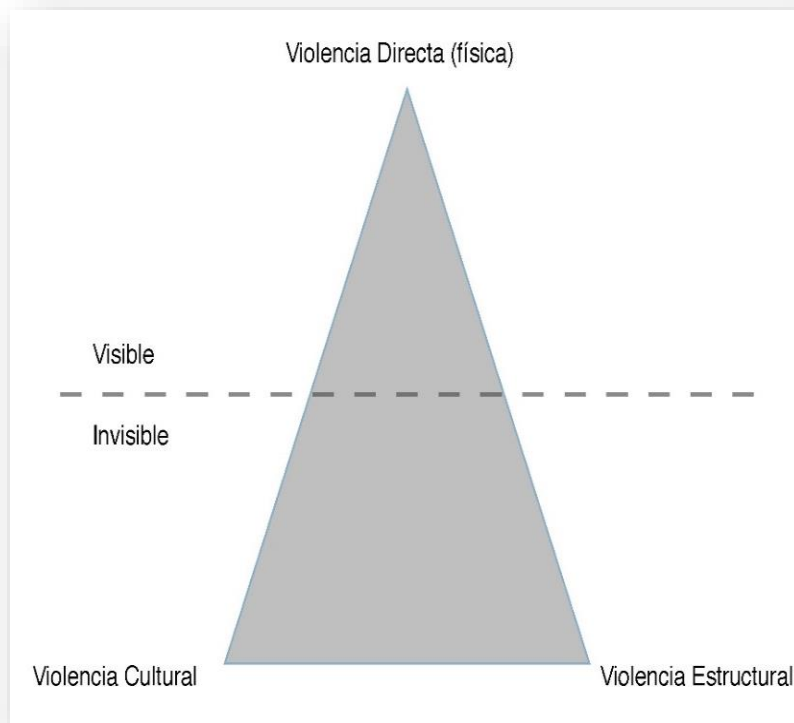 Violencia Directa (física)
Visible
Invisible
Violencia Cultural
Violencia Estructural